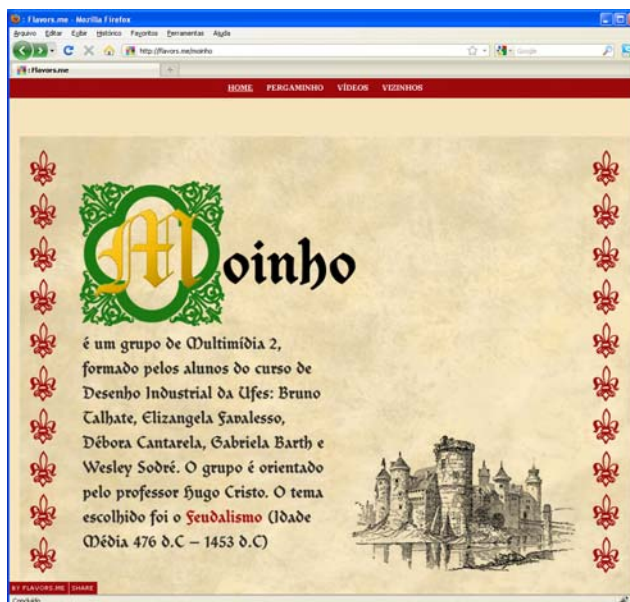 : Flavors.me - Mozilla Firefox
Arquivo Editar Exibir Histórico Favoritos Ferramentas Ajuda
http://flavors.me/moinho
Google
: Flavors.me
HOME PERGAMINHO VÍDEOS VIZINHOS
Moinho
é um grupo de Multimídia 2,
formado pelos alunos do curso de
Desenho Industrial da Ufes: Bruno
Talhate, Elizangela Favalesso,
Débora Cantarela, Gabriela Barth e
Wesley Sodré. O grupo é orientado
pelo professor Hugo Cristo. O tema
escolhido foi o Feudalismo (Idade
Média 476 d.C – 1453 d.C)
BY FLAVORS.ME SHARE
Concluído